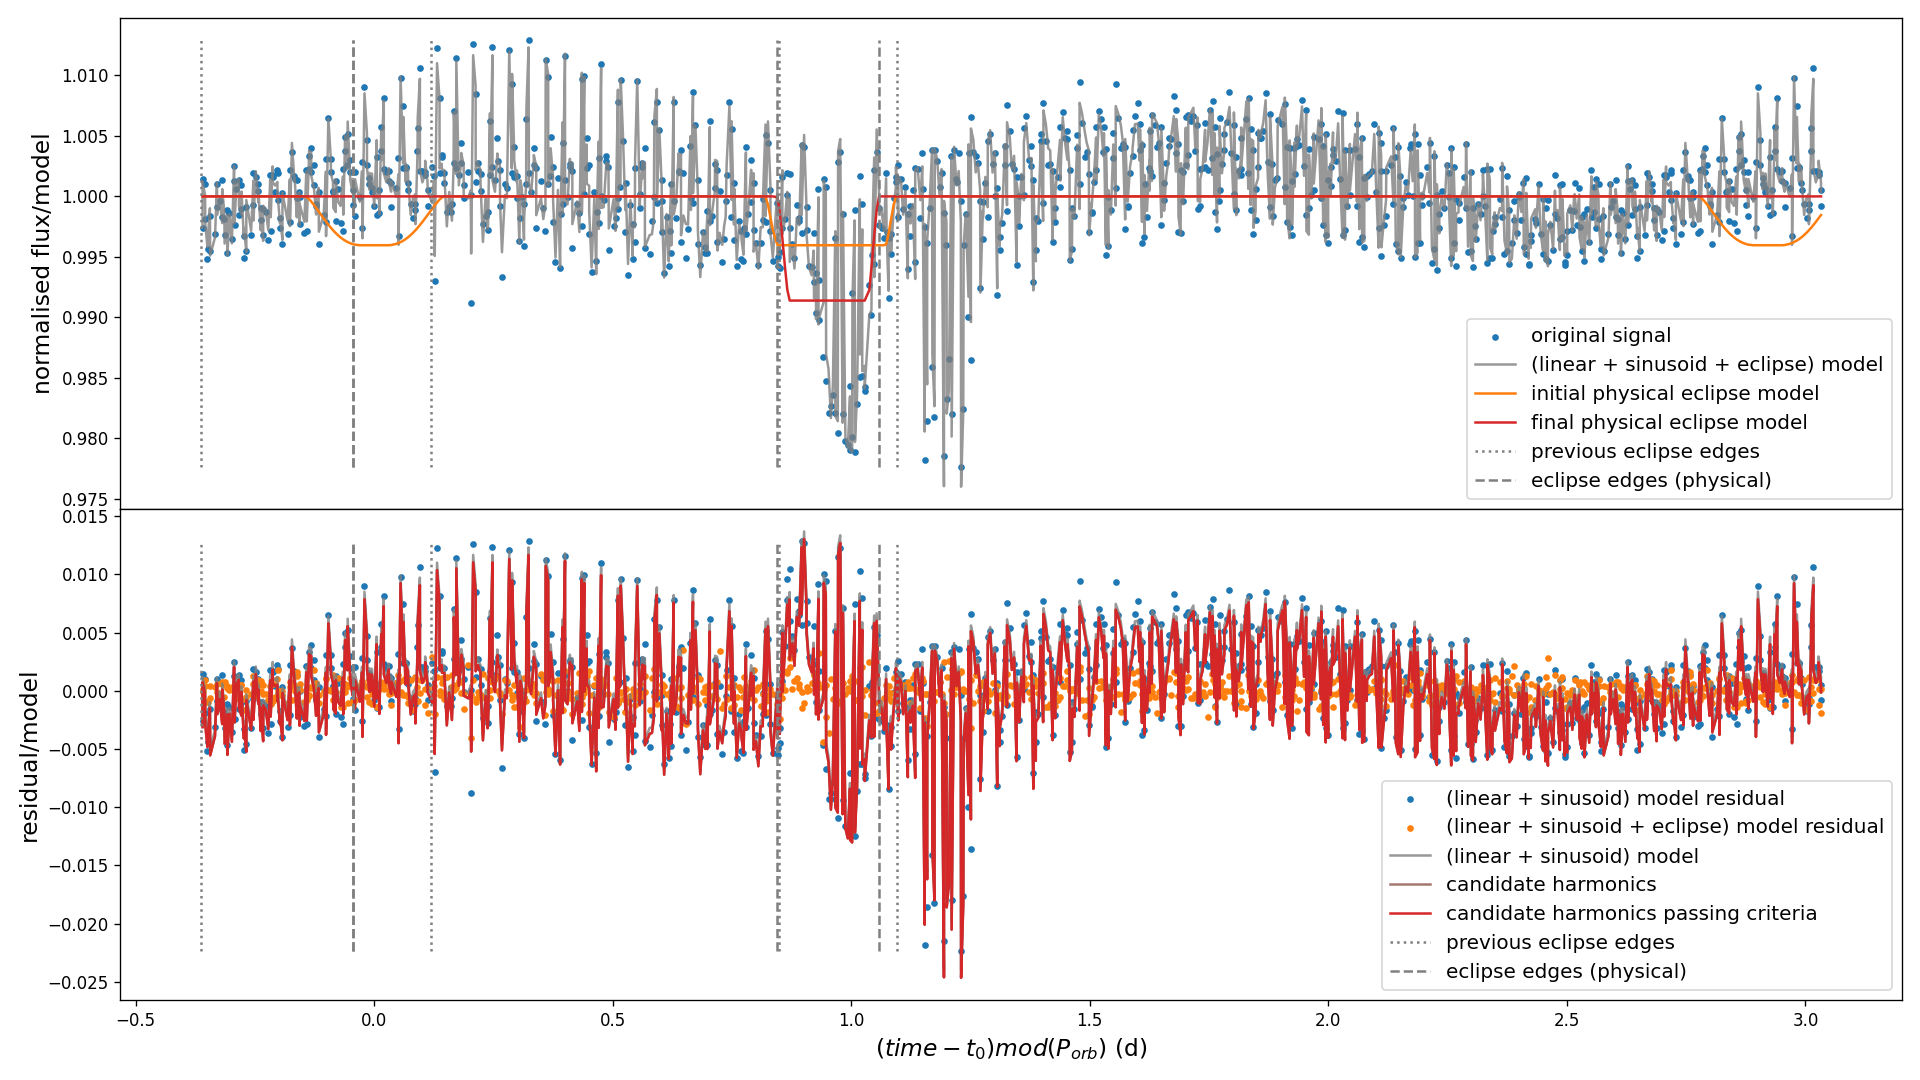 normalised flux/model
1.010
1.005
1.000
0.995
0.990
0.985
0.980
0.975
original signal
(linear + sinusoid + eclipse) model
initial physical eclipse model
final physical eclipse model
previous eclipse edges
eclipse edges (physical)
residual/model
0.015
0.010
0.005
0.000
−0.005
−0.010
−0.015
−0.020
−0.025
(linear + sinusoid) model residual
(linear + sinusoid + eclipse) model residual
(linear + sinusoid) model
candidate harmonics
candidate harmonics passing criteria
previous eclipse edges
eclipse edges (physical)
−0.5 0.0 0.5 1.0 1.5 2.0 2.5 3.0
(time − t₀)mod(P_orb) (d)